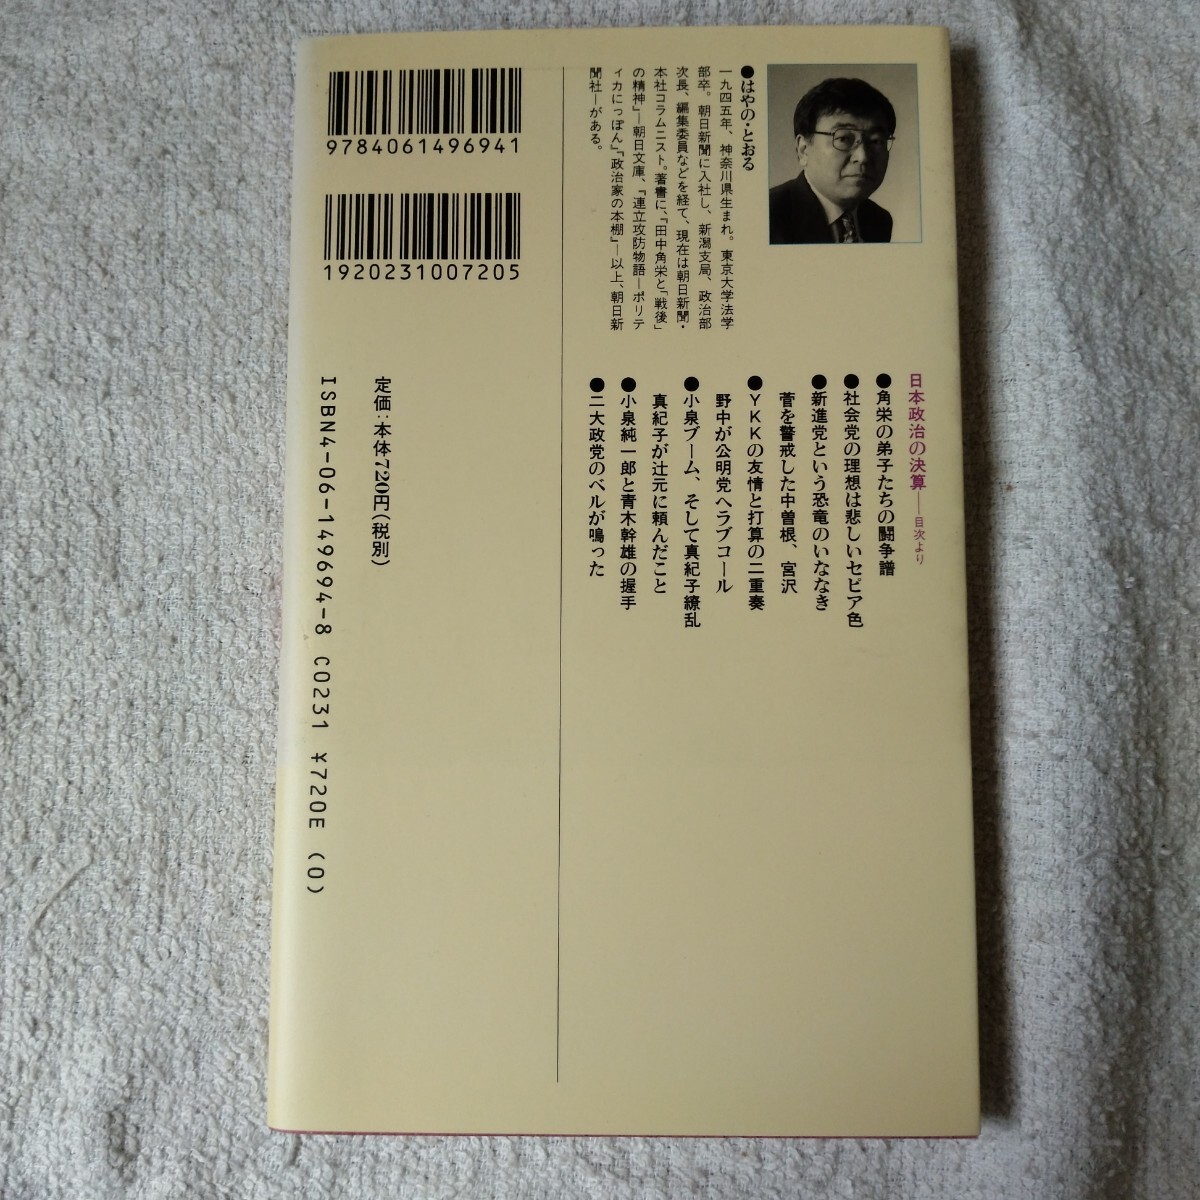 ●はやの・とおる
一九四五年、神奈川県生まれ。東京大学法学
部卒。朝日新聞に入社し、新潟支局、政治部
次長、編集委員などを経て、現在は朝日新聞・
本社コラムニスト。著書に、『田中角栄と「戦後」
の精神』―朝日文庫、『連立攻防物語―ポリテ
ィカにっぽん』『政治家の本棚』―以上、朝日新
聞社―がある。
日本政治の決算――目次より
●角栄の弟子たちの闘争譜
●社会党の理想は悲しいセピア色
●新進党という恐竜のいななき
菅を警戒した中曽根、宮沢
●YKKの友情と打算の二重奏
野中が公明党へラブコール
●小泉ブーム、そして真紀子繚乱
真紀子が辻元に頼んだこと
●小泉純一郎と青木幹雄の握手
●二大政党のベルが鳴った
9784061496941
1920231007205
定価：本体720円（税別）
ISBN4-06-149694-8 C0231 ¥720E (0)